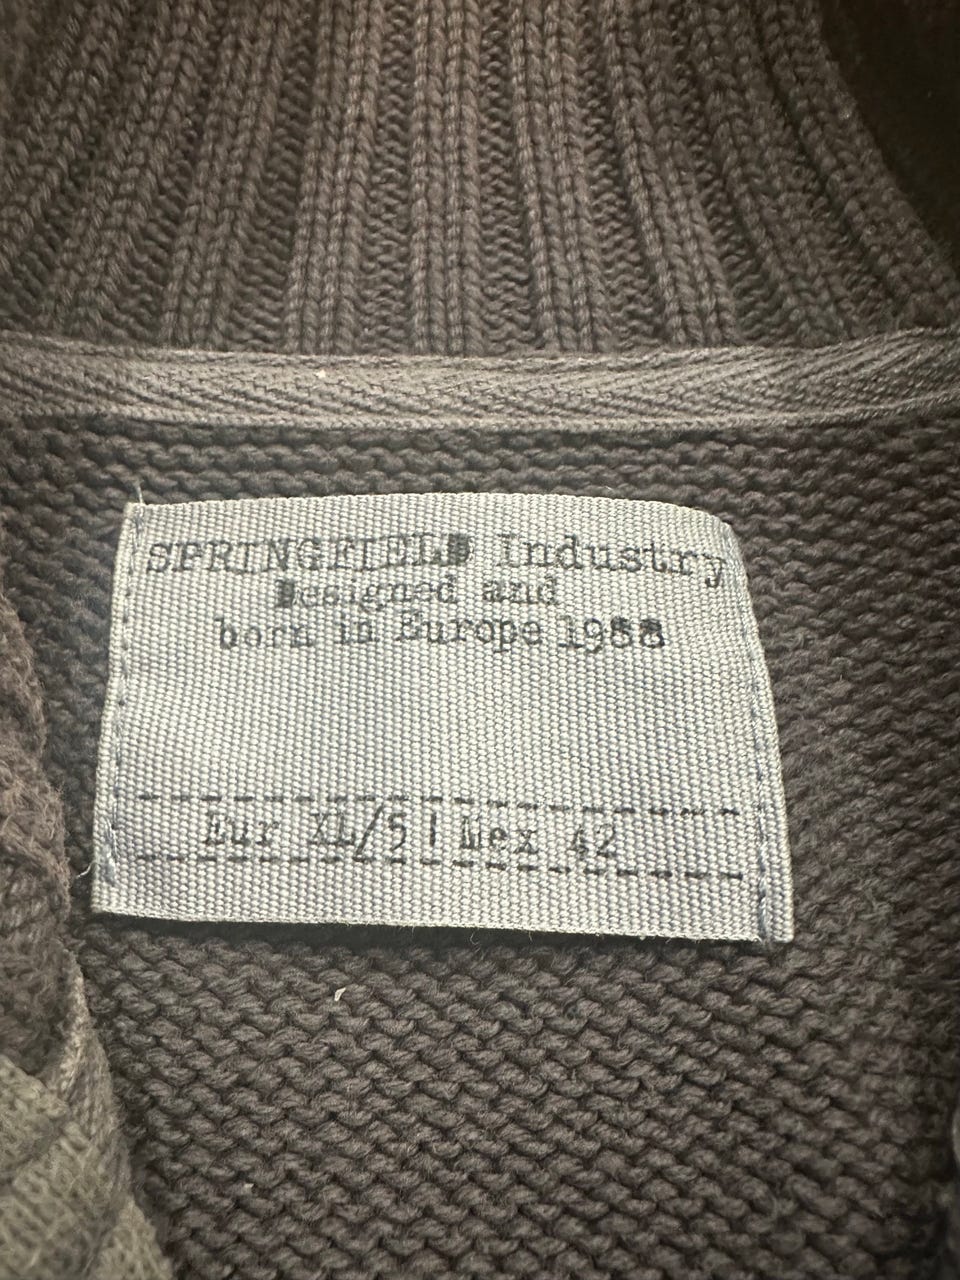 SPRINGFIELD Industry
Designed and
born in Europe 1988
Eur XL/5 | Mex 42